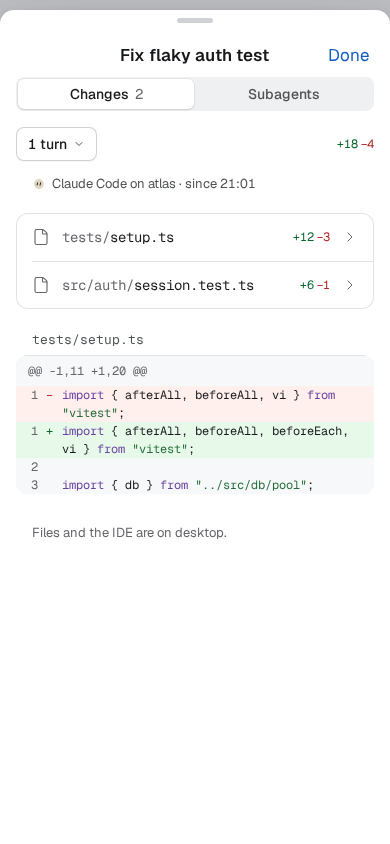 Fix flaky auth test
Done
Changes 2
Subagents
1 turn
+18 −4
Claude Code on atlas · since 21:01
tests/setup.ts
+12 −3
src/auth/session.test.ts
+6 −1
tests/setup.ts
@@ -1,11 +1,20 @@
1 − import { afterAll, beforeAll, vi } from
"vitest";
1 + import { afterAll, beforeAll, beforeEach,
vi } from "vitest";
2
3 import { db } from "../src/db/pool";
Files and the IDE are on desktop.